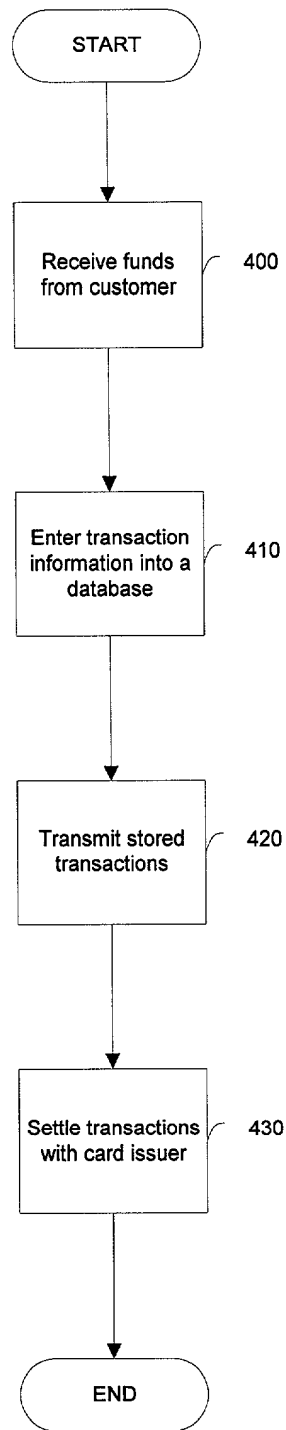 START
Receive funds
from customer
400
Enter transaction
information into a
database
410
Transmit stored
transactions
420
Settle transactions
with card issuer
430
END